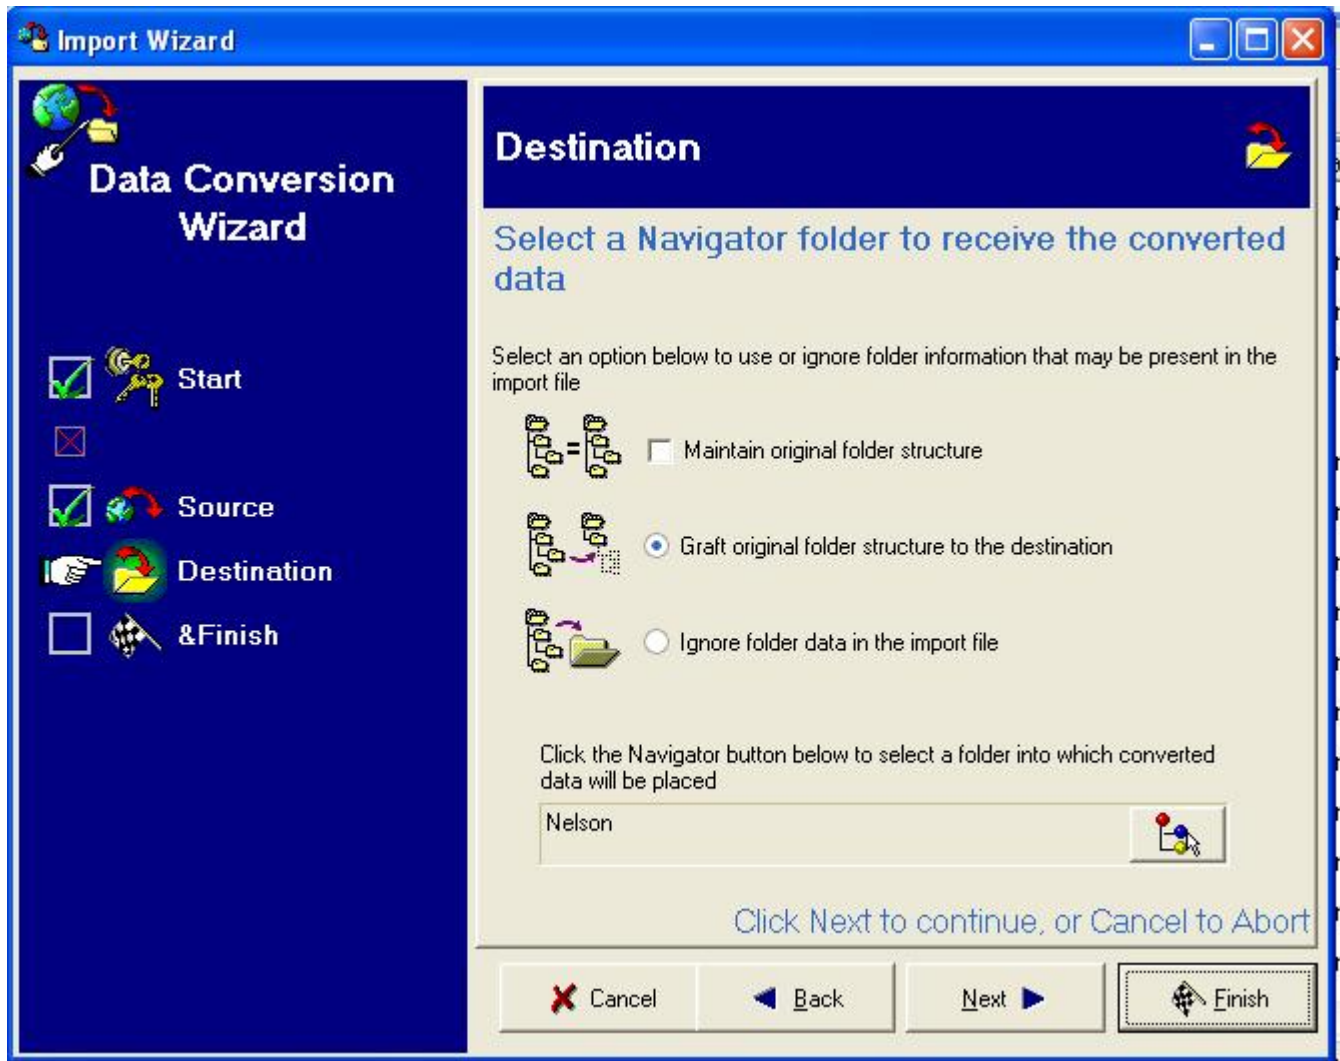 Import Wizard
Data Conversion
Wizard
Start
Source
Destination
&Finish
Destination
Select a Navigator folder to receive the converted
data
Select an option below to use or ignore folder information that may be present in the
import file
Maintain original folder structure
Graft original folder structure to the destination
Ignore folder data in the import file
Click the Navigator button below to select a folder into which converted
data will be placed
Nelson
Click Next to continue, or Cancel to Abort
Cancel
Back
Next
Finish